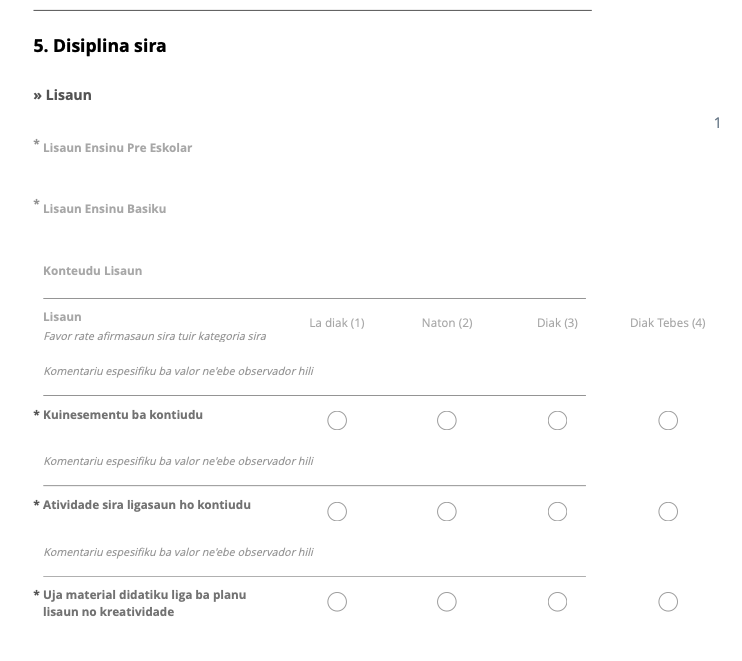 5. Disiplina sira
» Lisaun
1
* Lisaun Ensinu Pre Eskolar
* Lisaun Ensinu Basiku
Konteudu Lisaun
Lisaun
La diak (1) Naton (2) Diak (3) Diak Tebes (4)
Favor rate afirmasaun sira tuir kategoria sira
Komentariu espesifiku ba valor ne'ebe observador hili
* Kuinesementu ba kontiudu
Komentariu espesifiku ba valor ne'ebe observador hili
* Atividade sira ligasaun ho kontiudu
Komentariu espesifiku ba valor ne'ebe observador hili
* Uja material didatiku liga ba planu
lisaun no kreatividade